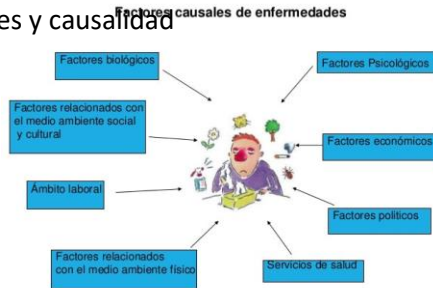 Factores causales de enfermedades
es y causalidad
Factores biológicos
Factores Psicológicos
Factores relacionados con
el medio ambiente social
y cultural
Factores económicos
Ámbito laboral
Factores políticos
Factores relacionados
con el medio ambiente físico
Servicios de salud